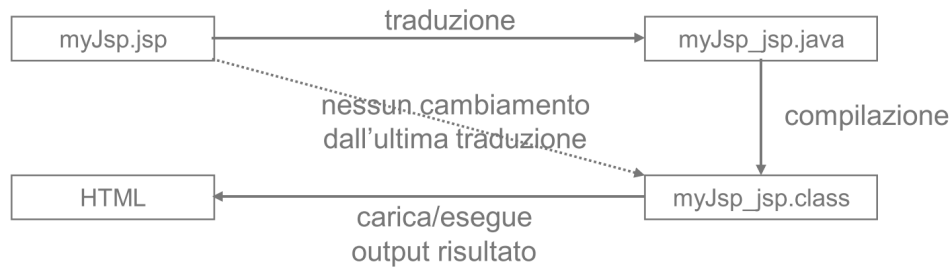 traduzione
myJsp.jsp
myJsp_jsp.java
nessun cambiamento
dall'ultima traduzione
compilazione
HTML
myJsp_jsp.class
carica/esegue
output risultato